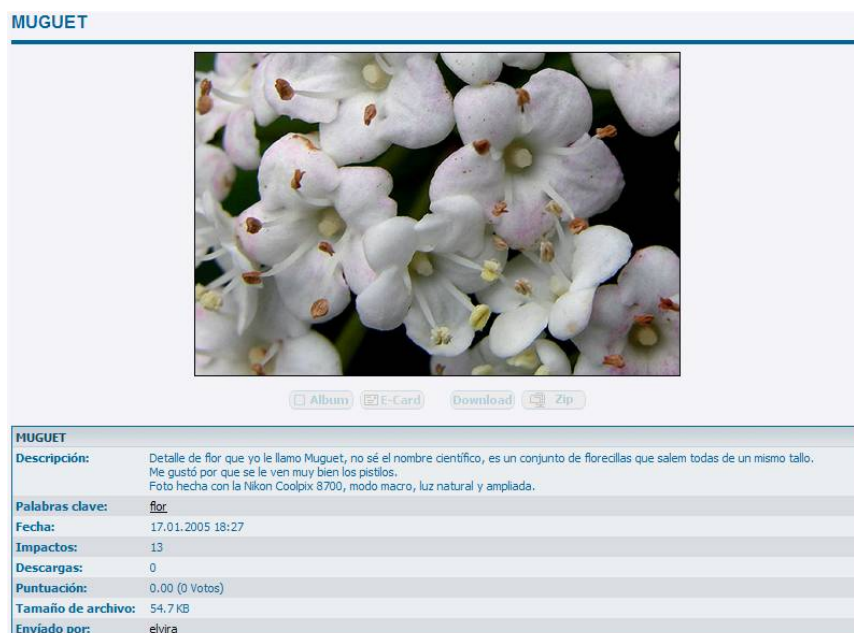 MUGUET
Album E-Card Download Zip
MUGUET
Descripción: Detalle de flor que yo le llamo Muguet, no sé el nombre científico, es un conjunto de florecillas que salem todas de un mismo tallo.
Me gustó por que se le ven muy bien los pistilos.
Foto hecha con la Nikon Coolpix 8700, modo macro, luz natural y ampliada.
Palabras clave: flor
Fecha: 17.01.2005 18:27
Impactos: 13
Descargas: 0
Puntuación: 0.00 (0 Votos)
Tamaño de archivo: 54.7 KB
Envíado por: elvira